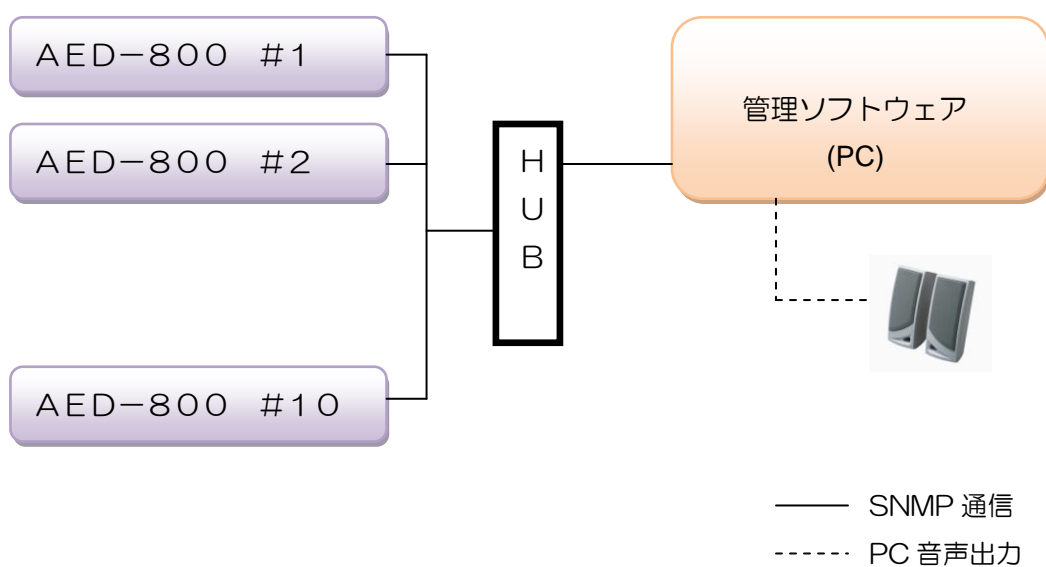 AED-800 #1
AED-800 #2
AED-800 #10
HUB
管理ソフトウェア
(PC)
SNMP 通信
PC 音声出力